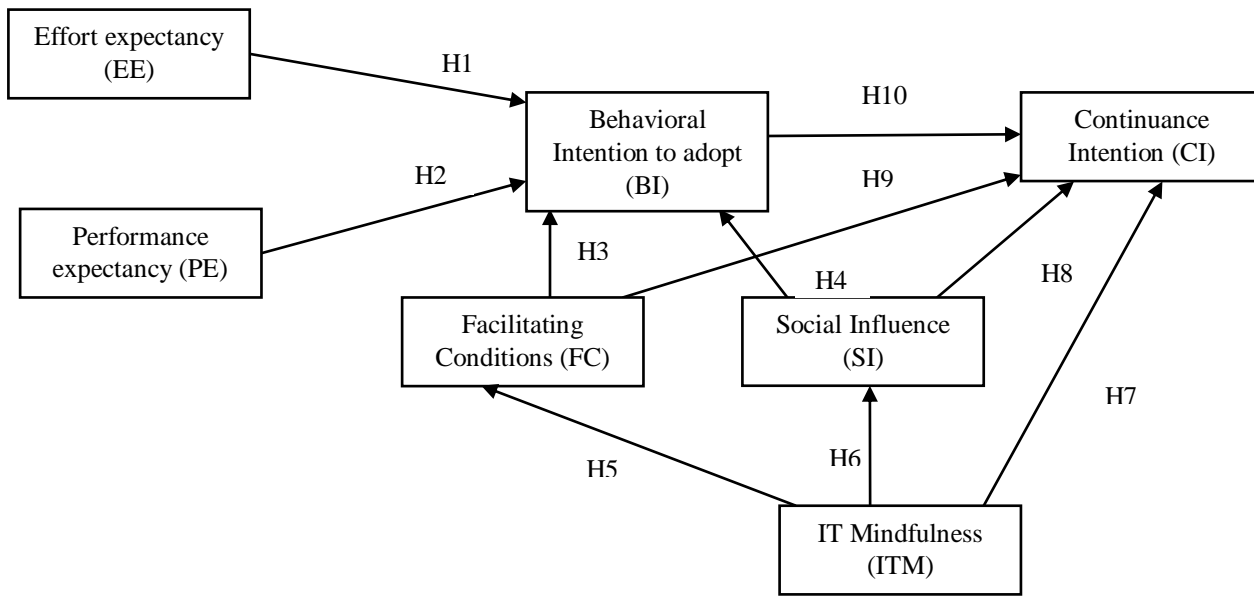 Effort expectancy
(EE)
H1
H10
Behavioral
Intention to adopt
(BI)
Continuance
Intention (CI)
H2
H9
Performance
expectancy (PE)
H3
H4
H8
Facilitating
Conditions (FC)
Social Influence
(SI)
H7
H5
H6
IT Mindfulness
(ITM)